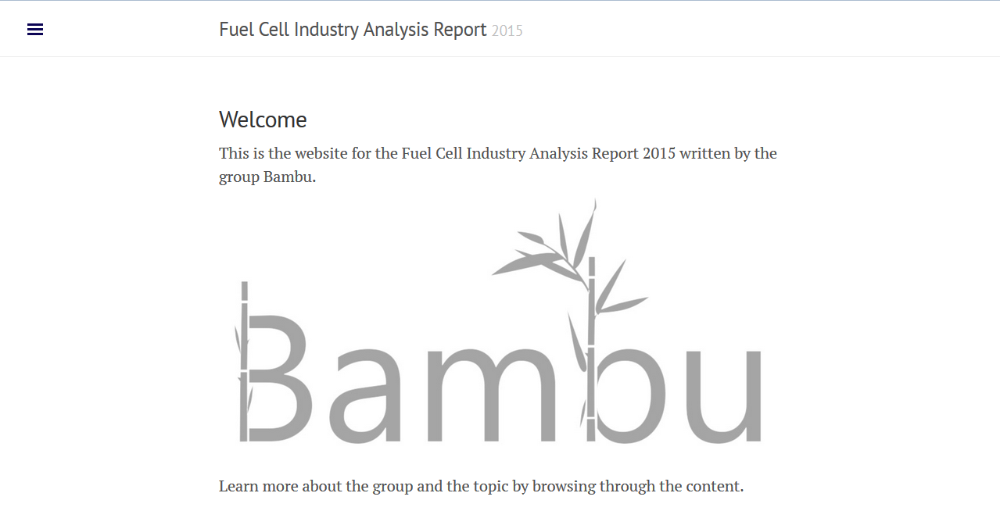 Fuel Cell Industry Analysis Report 2015
Welcome
This is the website for the Fuel Cell Industry Analysis Report 2015 written by the
group Bambu.
Bambu
Learn more about the group and the topic by browsing through the content.